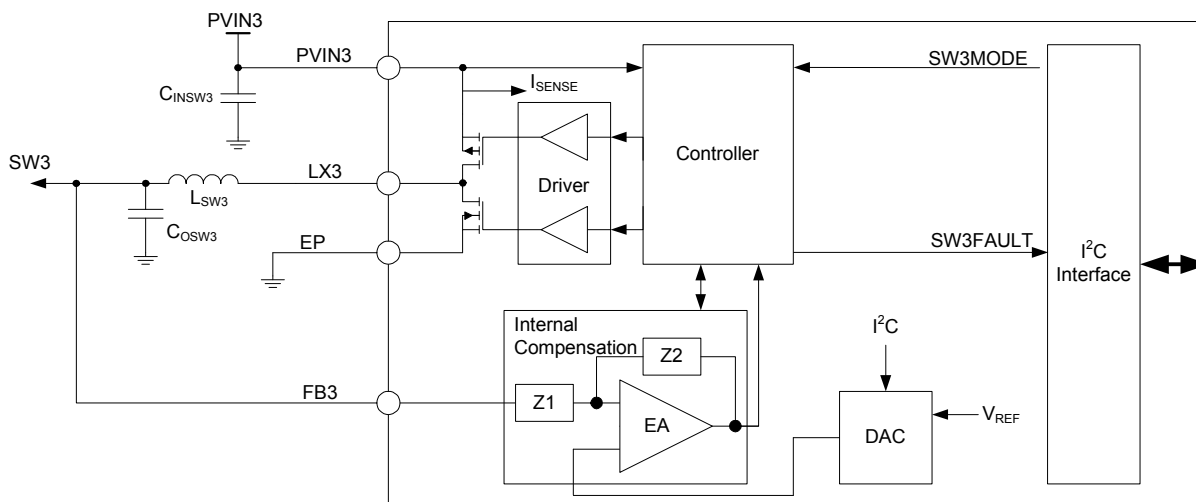 PVIN3
PVIN3
C_INSW3
I_SENSE
SW3MODE
Controller
SW3
LX3
Driver
L_SW3
C_OSW3
EP
SW3FAULT
I²C
Interface
Internal
Compensation
Z2
I²C
FB3
Z1
EA
DAC
V_REF